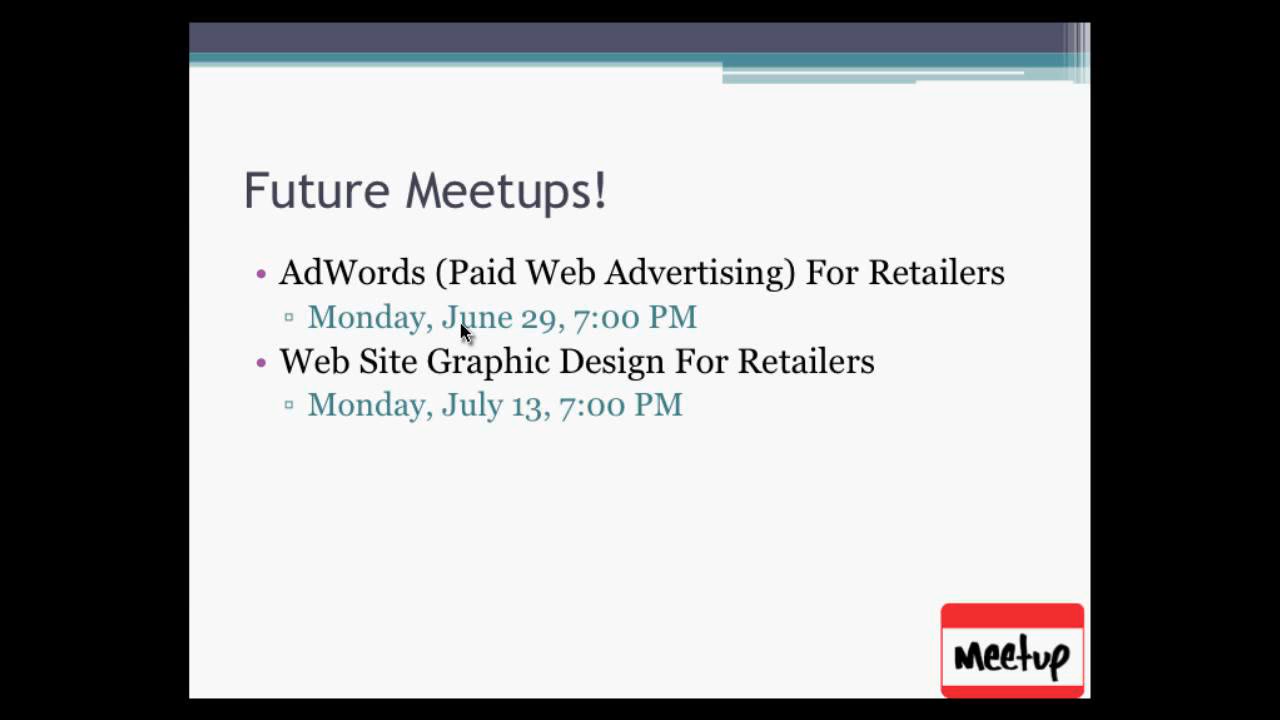 Future Meetups!
• AdWords (Paid Web Advertising) For Retailers
▫ Monday, June 29, 7:00 PM
• Web Site Graphic Design For Retailers
▫ Monday, July 13, 7:00 PM
Meetup